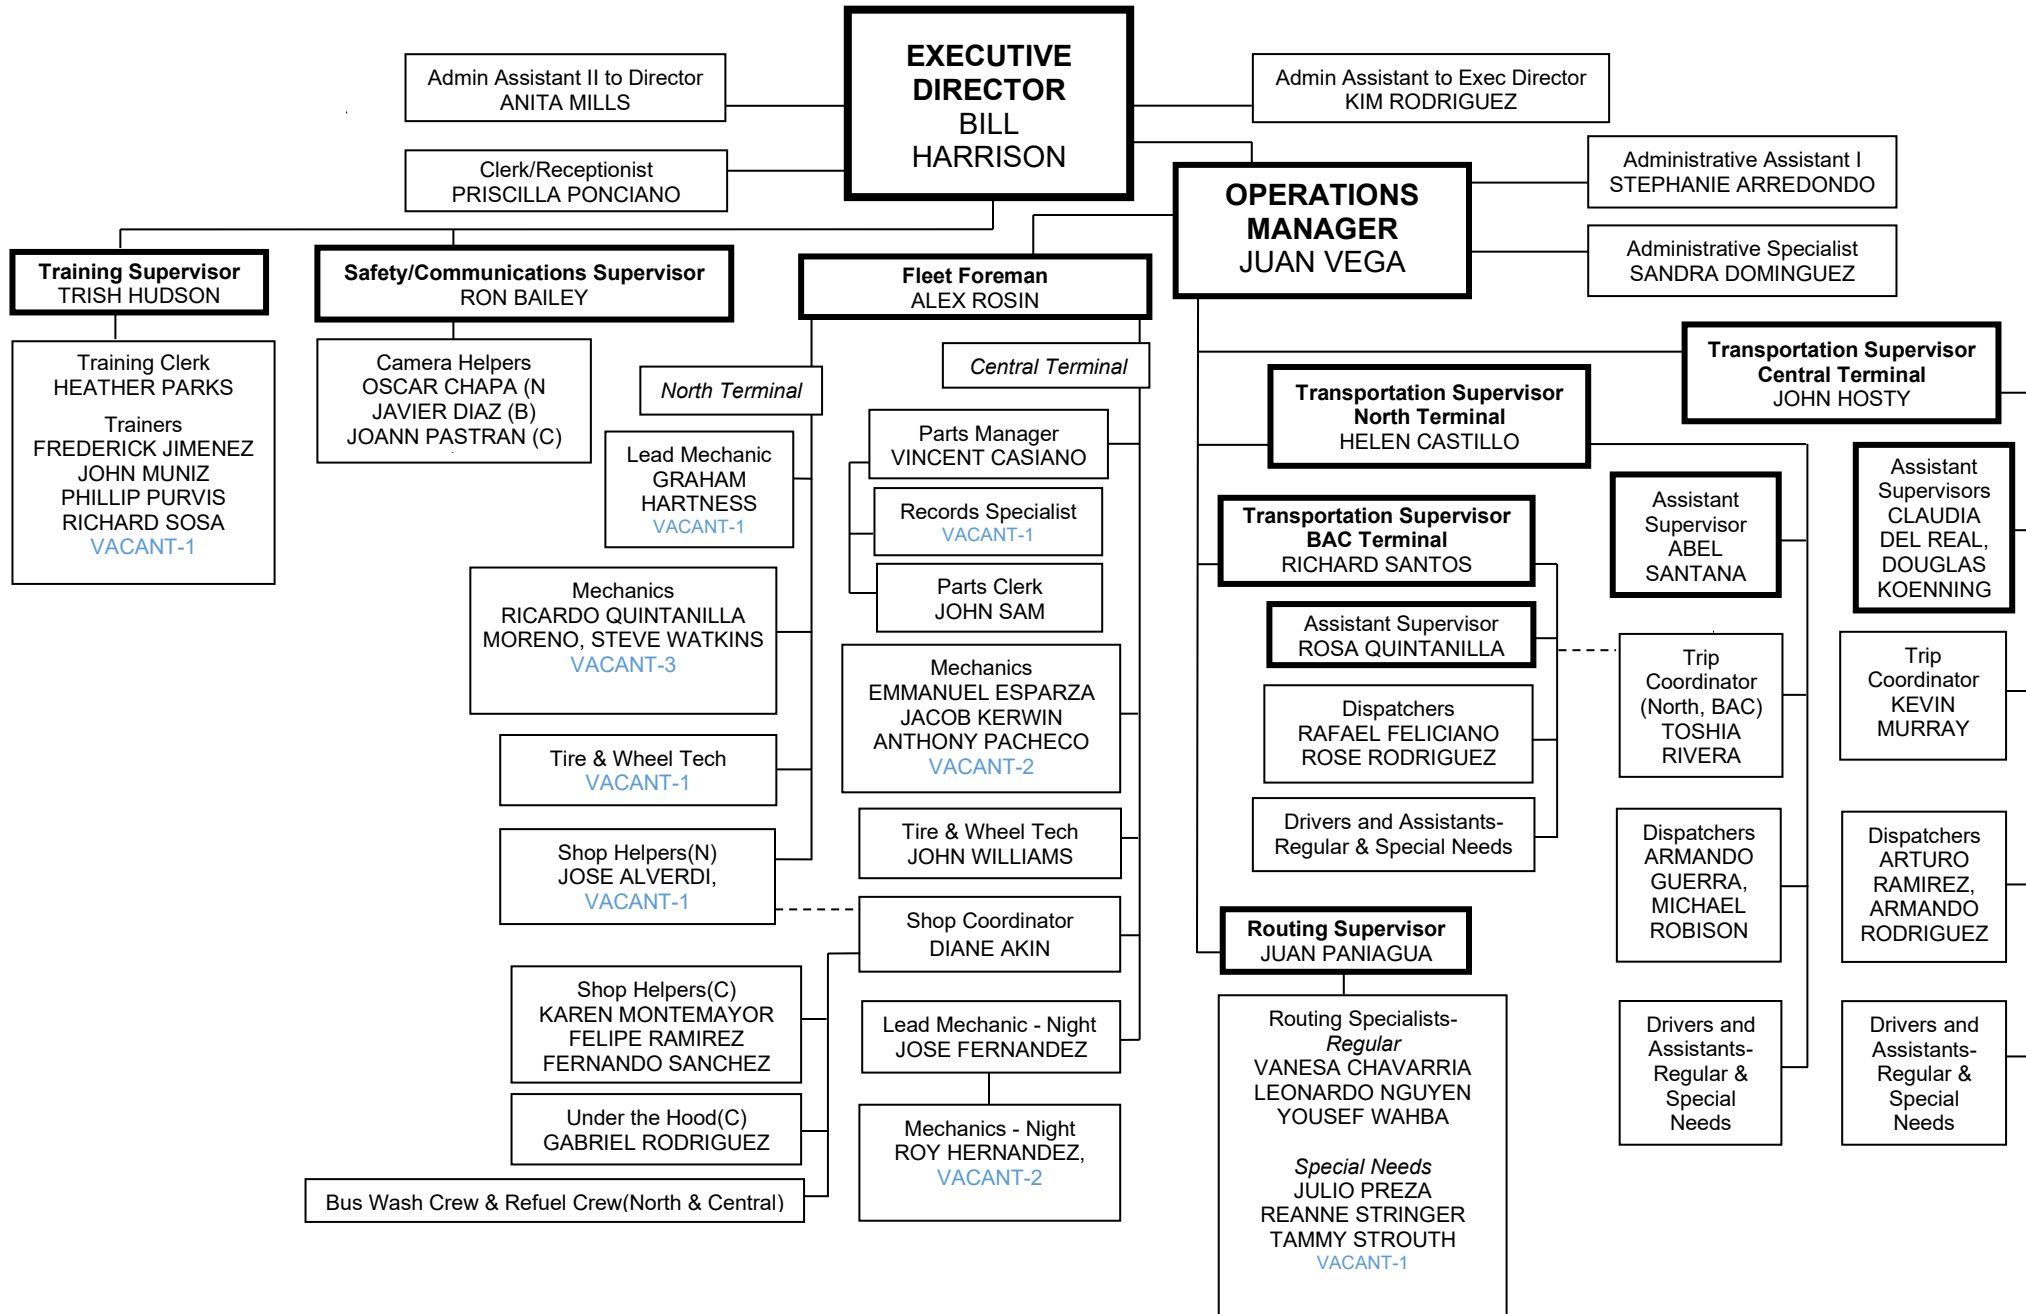 EXECUTIVE
DIRECTOR
BILL
HARRISON
Admin Assistant II to Director
ANITA MILLS
Admin Assistant to Exec Director
KIM RODRIGUEZ
Clerk/Receptionist
PRISCILLA PONCIANO
OPERATIONS
MANAGER
JUAN VEGA
Administrative Assistant I
STEPHANIE ARREDONDO
Administrative Specialist
SANDRA DOMINGUEZ
Training Supervisor
TRISH HUDSON
Safety/Communications Supervisor
RON BAILEY
Fleet Foreman
ALEX ROSIN
Training Clerk
HEATHER PARKS
Trainers
FREDERICK JIMENEZ
JOHN MUNIZ
PHILLIP PURVIS
RICHARD SOSA
VACANT-1
Camera Helpers
OSCAR CHAPA (N
JAVIER DIAZ (B)
JOANN PASTRAN (C)
North Terminal
Lead Mechanic
GRAHAM
HARTNESS
VACANT-1
Mechanics
RICARDO QUINTANILLA
MORENO, STEVE WATKINS
VACANT-3
Tire & Wheel Tech
VACANT-1
Shop Helpers(N)
JOSE ALVERDI,
VACANT-1
Central Terminal
Parts Manager
VINCENT CASIANO
Records Specialist
VACANT-1
Parts Clerk
JOHN SAM
Mechanics
EMMANUEL ESPARZA
JACOB KERWIN
ANTHONY PACHECO
VACANT-2
Tire & Wheel Tech
JOHN WILLIAMS
Shop Coordinator
DIANE AKIN
Shop Helpers(C)
KAREN MONTEMAYOR
FELIPE RAMIREZ
FERNANDO SANCHEZ
Under the Hood(C)
GABRIEL RODRIGUEZ
Bus Wash Crew & Refuel Crew(North & Central)
Lead Mechanic - Night
JOSE FERNANDEZ
Mechanics - Night
ROY HERNANDEZ,
VACANT-2
Transportation Supervisor
Central Terminal
JOHN HOSTY
Transportation Supervisor
North Terminal
HELEN CASTILLO
Transportation Supervisor
BAC Terminal
RICHARD SANTOS
Assistant Supervisor
ROSA QUINTANILLA
Dispatchers
RAFAEL FELICIANO
ROSE RODRIGUEZ
Drivers and Assistants-
Regular & Special Needs
Routing Supervisor
JUAN PANIAGUA
Routing Specialists-
Regular
VANESA CHAVARRIA
LEONARDO NGUYEN
YOUSEF WAHBA
Special Needs
JULIO PREZA
REANNE STRINGER
TAMMY STROUTH
VACANT-1
Assistant
Supervisor
ABEL
SANTANA
Trip
Coordinator
(North, BAC)
TOSHIA
RIVERA
Dispatchers
ARMANDO
GUERRA,
MICHAEL
ROBISON
Drivers and
Assistants-
Regular &
Special
Needs
Assistant
Supervisors
CLAUDIA
DEL REAL,
DOUGLAS
KOENNING
Trip
Coordinator
KEVIN
MURRAY
Dispatchers
ARTURO
RAMIREZ,
ARMANDO
RODRIGUEZ
Drivers and
Assistants-
Regular &
Special
Needs